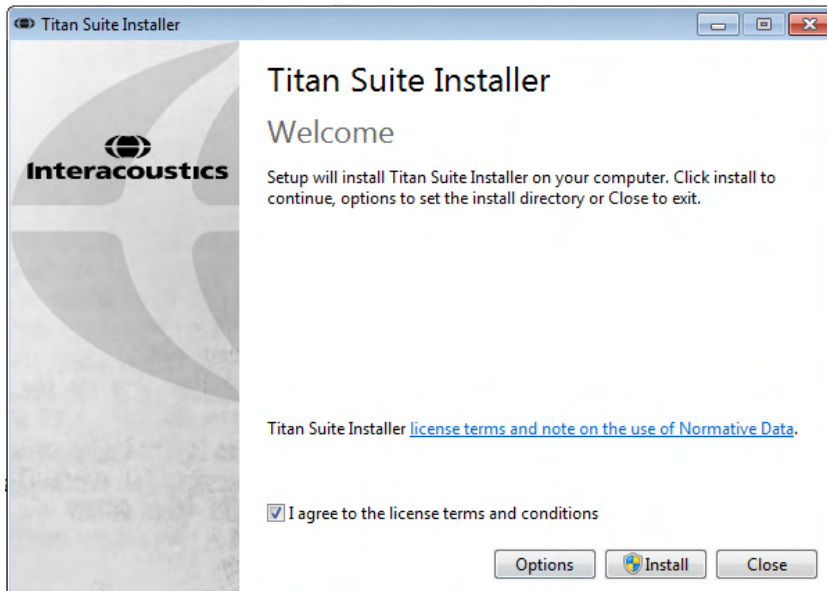 Titan Suite Installer
Titan Suite Installer
Welcome
Interacoustics
Setup will install Titan Suite Installer on your computer. Click install to
continue, options to set the install directory or Close to exit.
Titan Suite Installer license terms and note on the use of Normative Data.
I agree to the license terms and conditions
Options
Install
Close